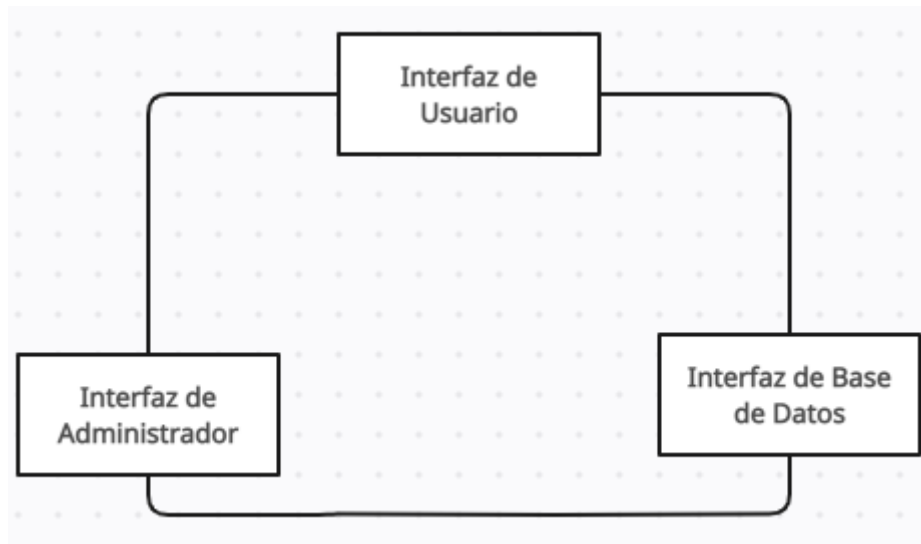 Interfaz de
Usuario
Interfaz de
Administrador
Interfaz de Base
de Datos